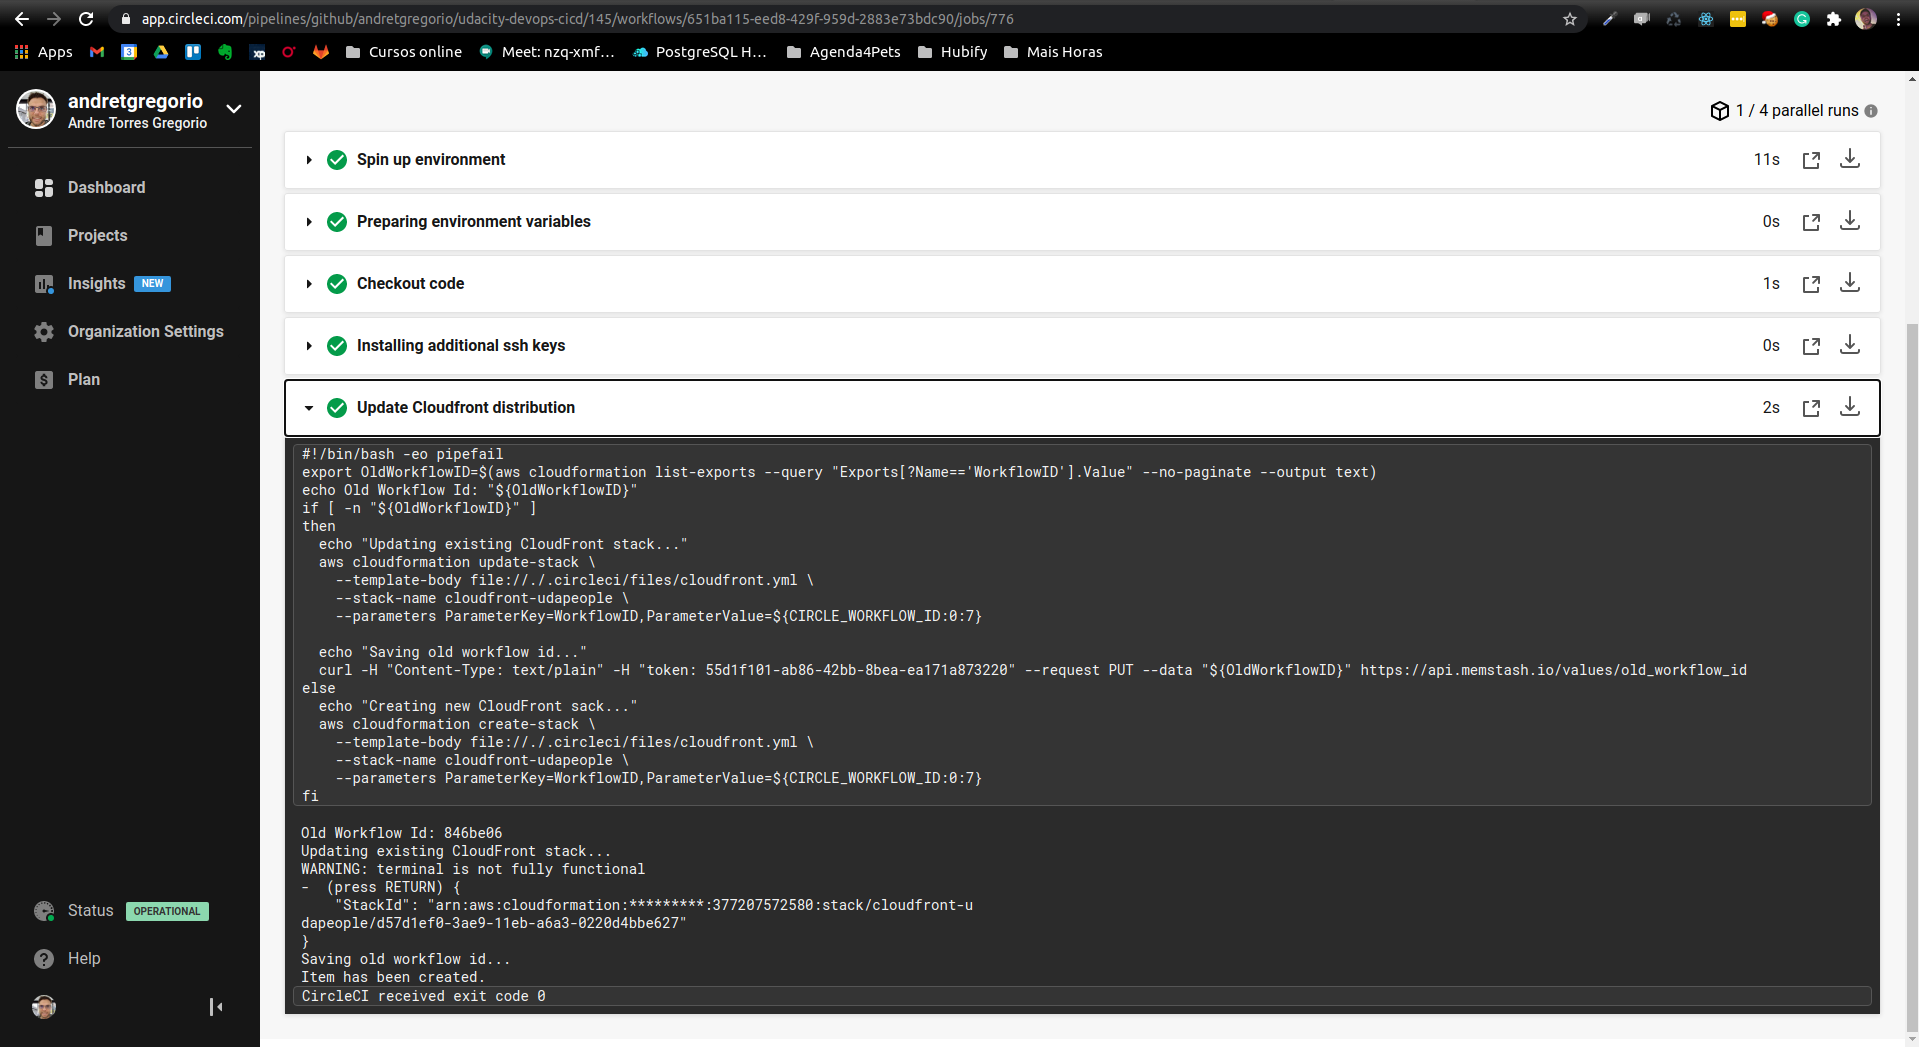 app.circleci.com/pipelines/github/andretgregorio/udacity-devops-cicd/145/workflows/651ba115-eed8-429f-959d-2883e73bdc90/jobs/776
Apps
3
xp
Cursos online
Meet: nzq-xmf...
PostgreSQL H...
Agenda4Pets
Hubify
Mais Horas
andretgregorio
Andre Torres Gregorio
Dashboard
Projects
Insights NEW
Organization Settings
Plan
Status OPERATIONAL
Help
1 / 4 parallel runs
Spin up environment 11s
Preparing environment variables 0s
Checkout code 1s
Installing additional ssh keys 0s
Update Cloudfront distribution 2s
#!/bin/bash -eo pipefail
export OldWorkflowID=$(aws cloudformation list-exports --query "Exports[?Name=='WorkflowID'].Value" --no-paginate --output text)
echo Old Workflow Id: "${OldWorkflowID}"
if [ -n "${OldWorkflowID}" ]
then
  echo "Updating existing CloudFront stack..."
  aws cloudformation update-stack \
    --template-body file://./.circleci/files/cloudfront.yml \
    --stack-name cloudfront-udapeople \
    --parameters ParameterKey=WorkflowID,ParameterValue=${CIRCLE_WORKFLOW_ID:0:7}
  echo "Saving old workflow id..."
  curl -H "Content-Type: text/plain" -H "token: 55d1f101-ab86-42bb-8bea-ea171a873220" --request PUT --data "${OldWorkflowID}" https://api.memstash.io/values/old_workflow_id
else
  echo "Creating new CloudFront sack..."
  aws cloudformation create-stack \
    --template-body file://./.circleci/files/cloudfront.yml \
    --stack-name cloudfront-udapeople \
    --parameters ParameterKey=WorkflowID,ParameterValue=${CIRCLE_WORKFLOW_ID:0:7}
fi
Old Workflow Id: 846be06
Updating existing CloudFront stack...
WARNING: terminal is not fully functional
-  (press RETURN) {
    "StackId": "arn:aws:cloudformation:*********:377207572580:stack/cloudfront-u
dapeople/d57d1ef0-3ae9-11eb-a6a3-0220d4bbe627"
}
Saving old workflow id...
Item has been created.
CircleCI received exit code 0